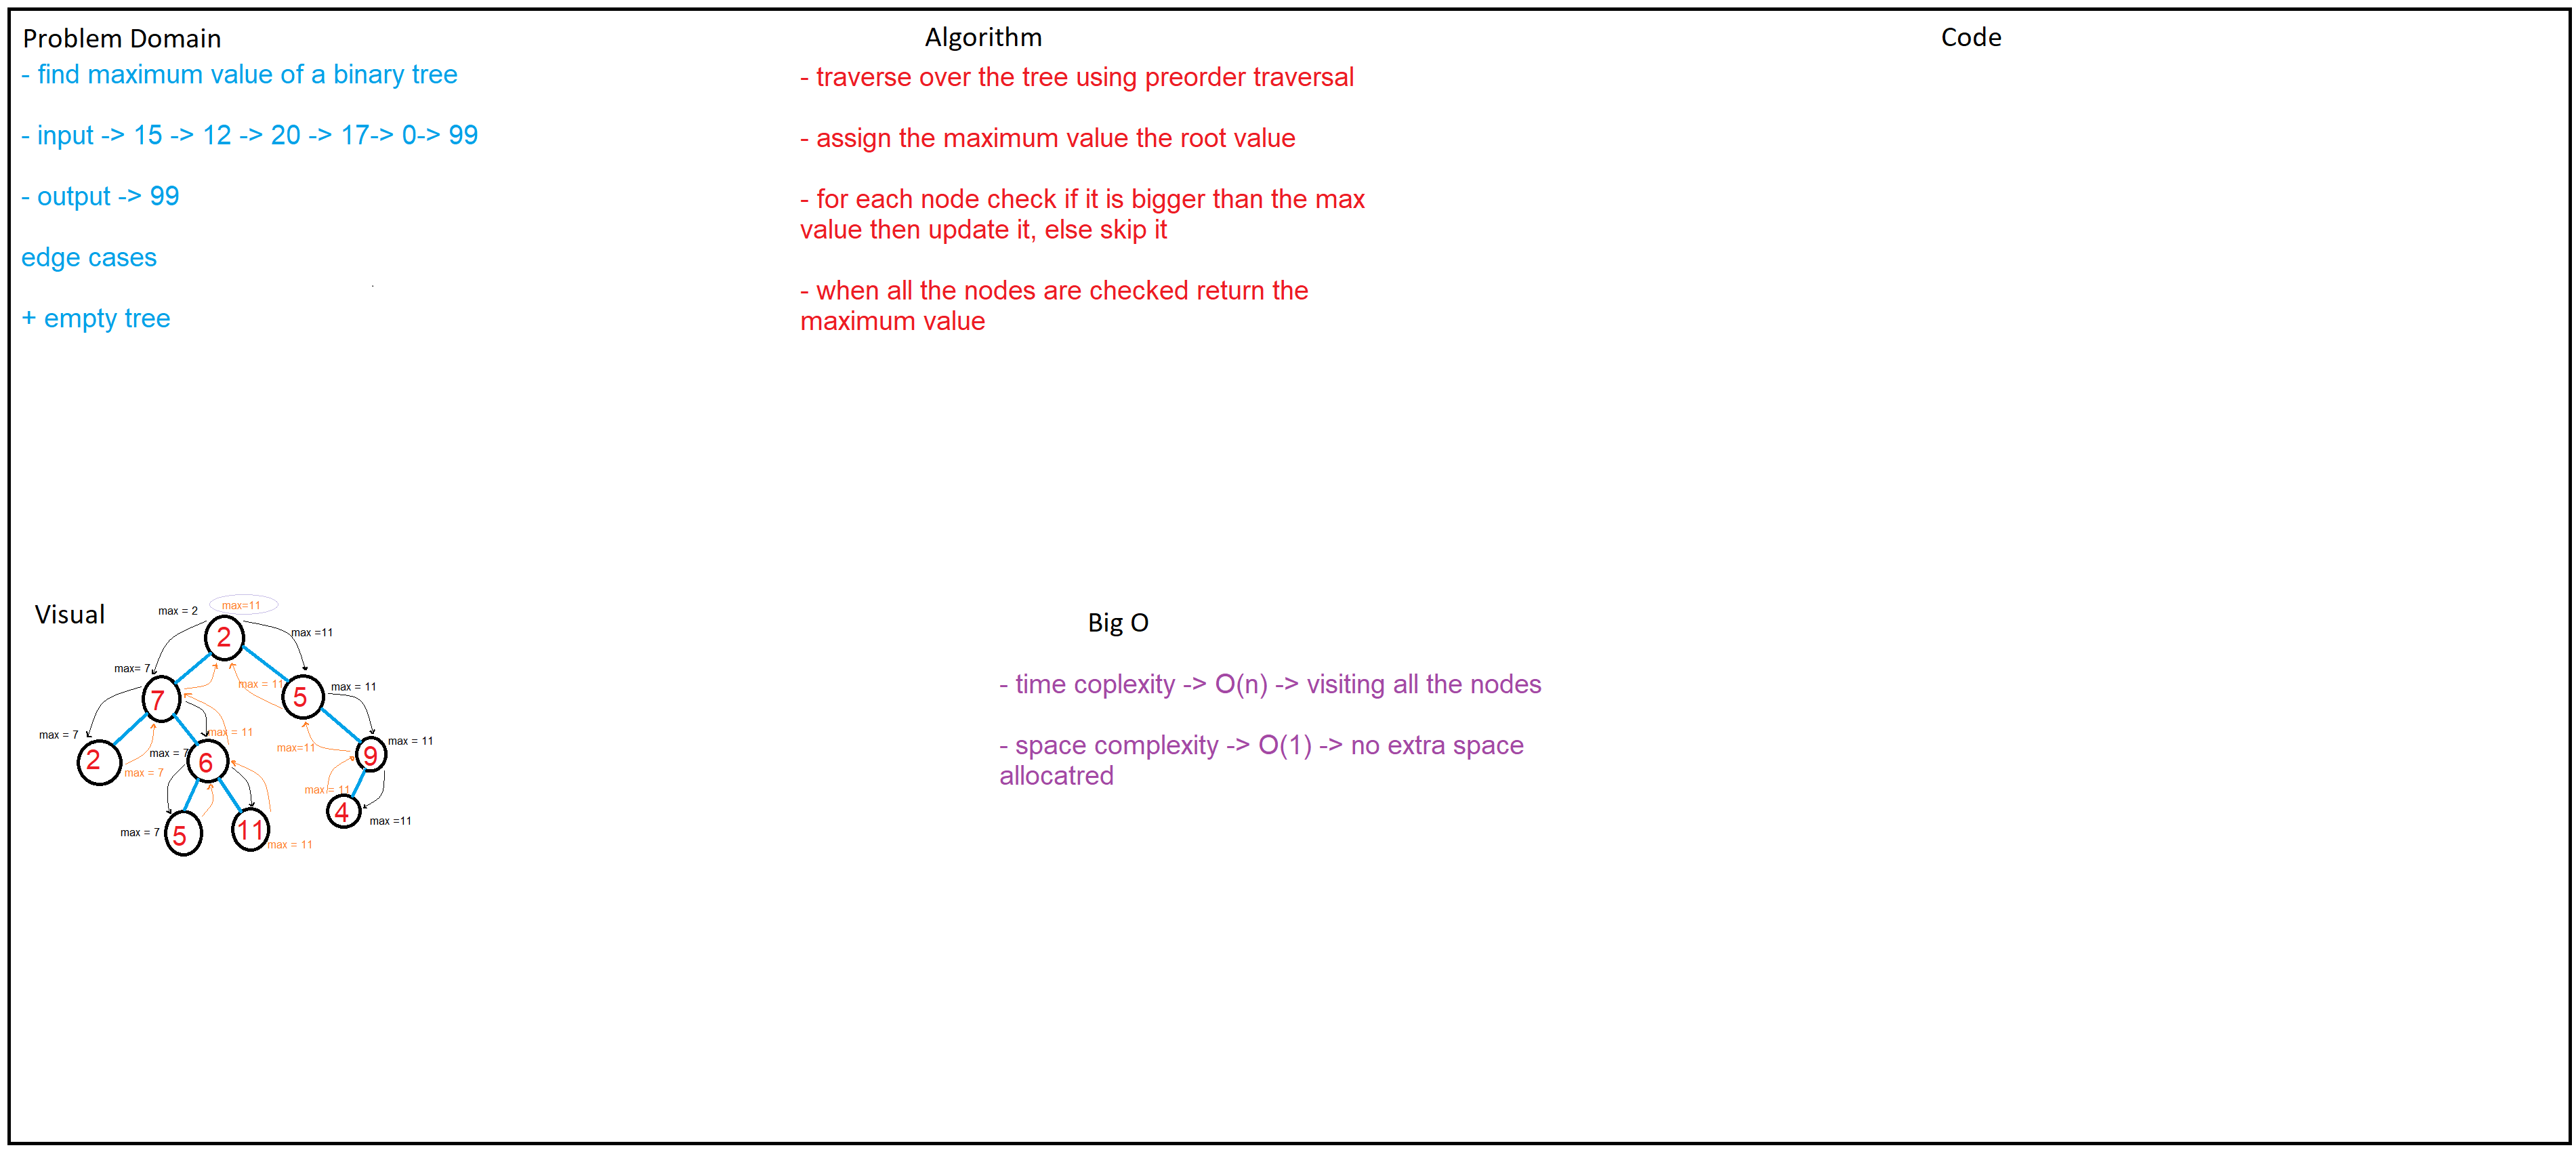 Problem Domain
- find maximum value of a binary tree
- input -> 15 -> 12 -> 20 -> 17-> 0-> 99
- output -> 99
edge cases
+ empty tree
Algorithm
- traverse over the tree using preorder traversal
- assign the maximum value the root value
- for each node check if it is bigger than the max
value then update it, else skip it
- when all the nodes are checked return the
maximum value
Code
Visual
max = 2
max=11
2
max =11
max= 7
7
max = 11
5
max = 11
max = 7
2
max = 7
max = 7
max = 11
6
max=11
9
max = 11
max = 7
5
11
max = 11
max = 11
4
max =11
Big O
- time coplexity -> O(n) -> visiting all the nodes
- space complexity -> O(1) -> no extra space
allocatred